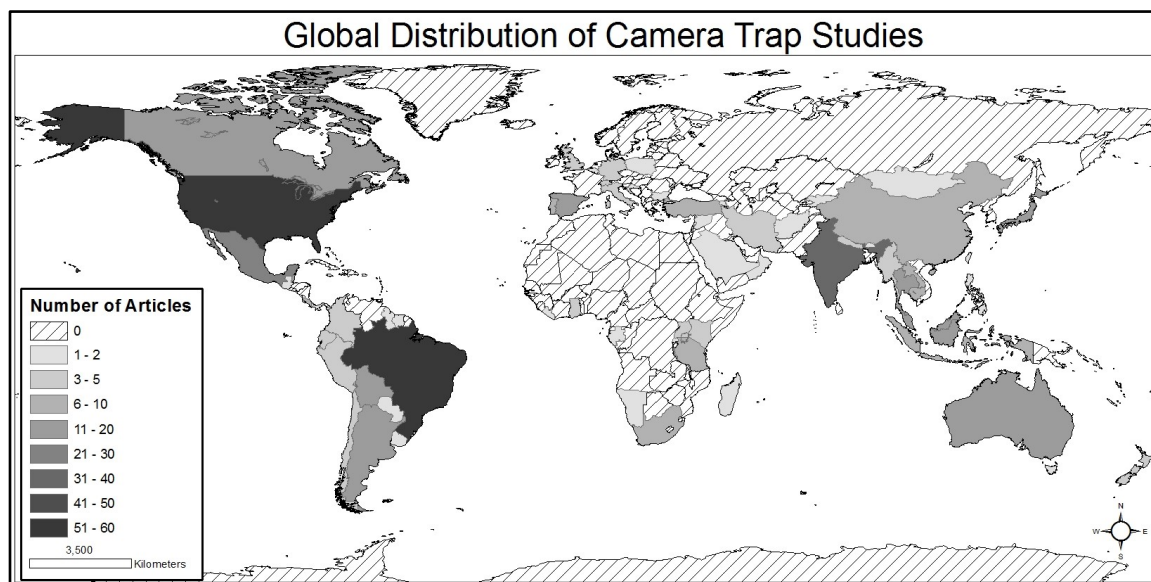 Global Distribution of Camera Trap Studies
Number of Articles
0
1 - 2
3 - 5
6 - 10
11 - 20
21 - 30
31 - 40
41 - 50
51 - 60
3,500
Kilometers
N
W E
S